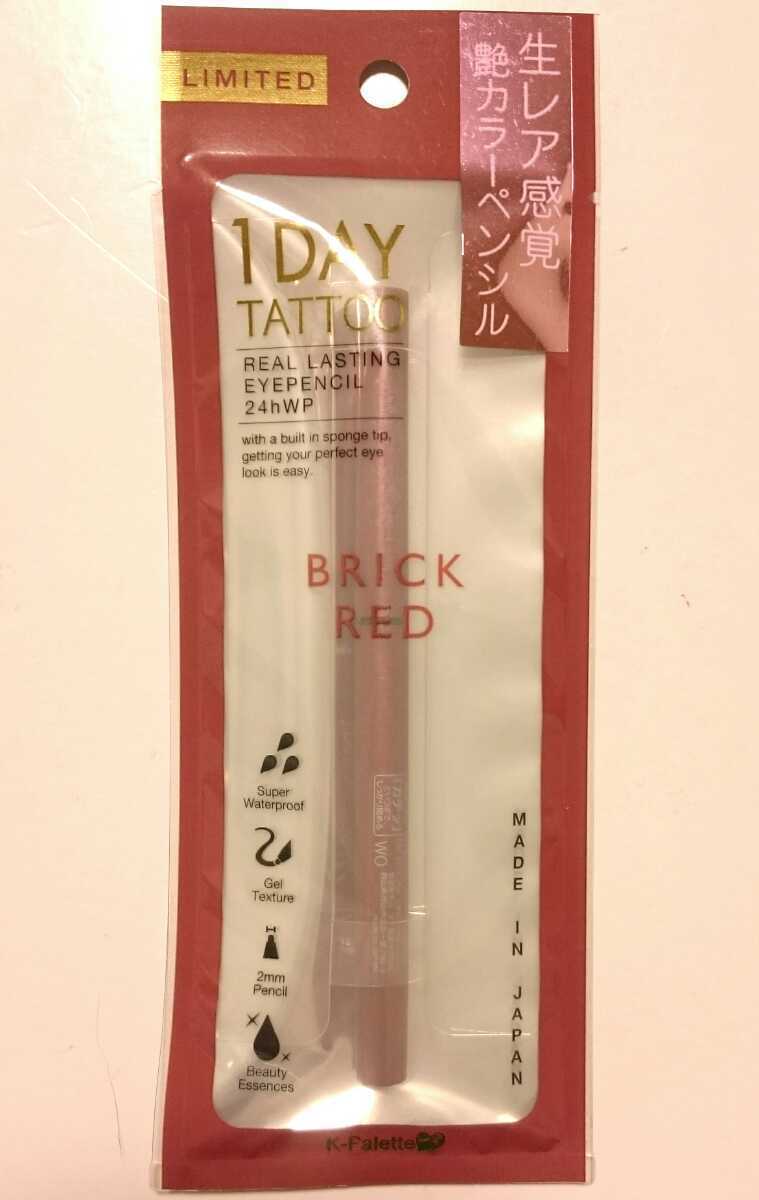 LIMITED
生レア感覚
艶カラーペンシル
1DAY
TATTOO
REAL LASTING
EYEPENCIL
24hWP
with a built in sponge tip,
getting your perfect eye
look is easy.
BRICK
RED
Super
Waterproof
Gel
Texture
2mm
Pencil
Beauty
Essences
WO
MADE IN JAPAN
K-Palette